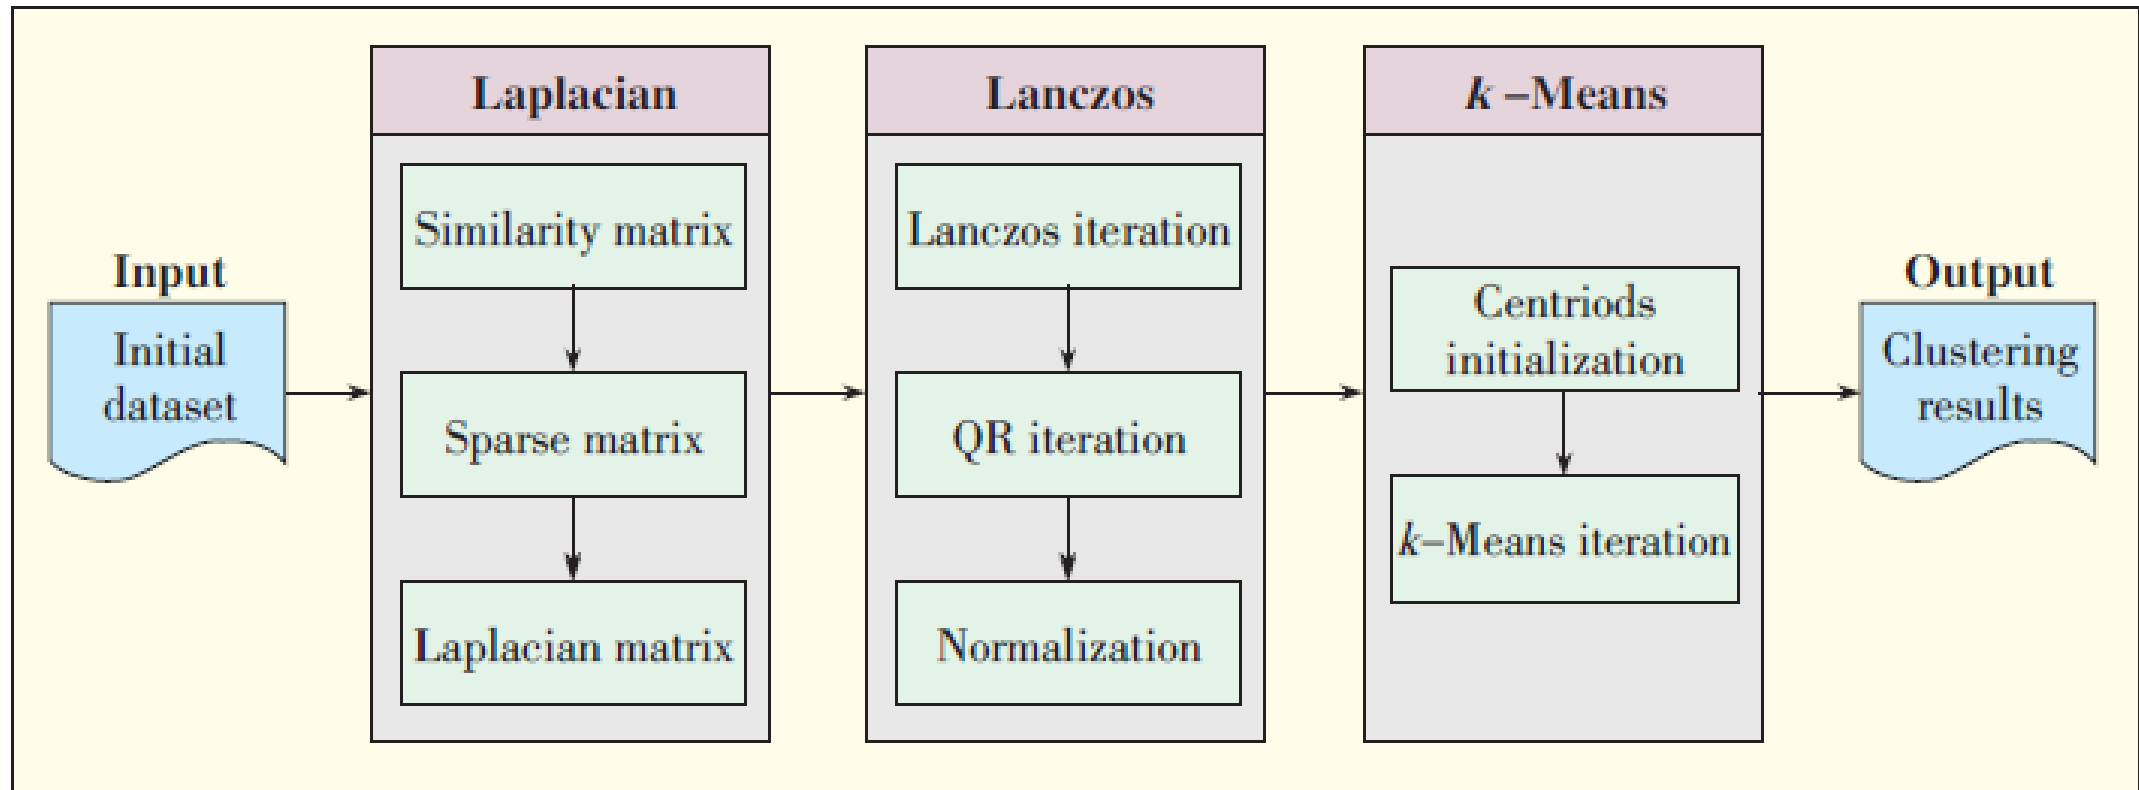 Input
Initial
dataset
Laplacian
Similarity matrix
Sparse matrix
Laplacian matrix
Lanczos
Lanczos iteration
QR iteration
Normalization
k –Means
Centriods
initialization
k–Means iteration
Output
Clustering
results